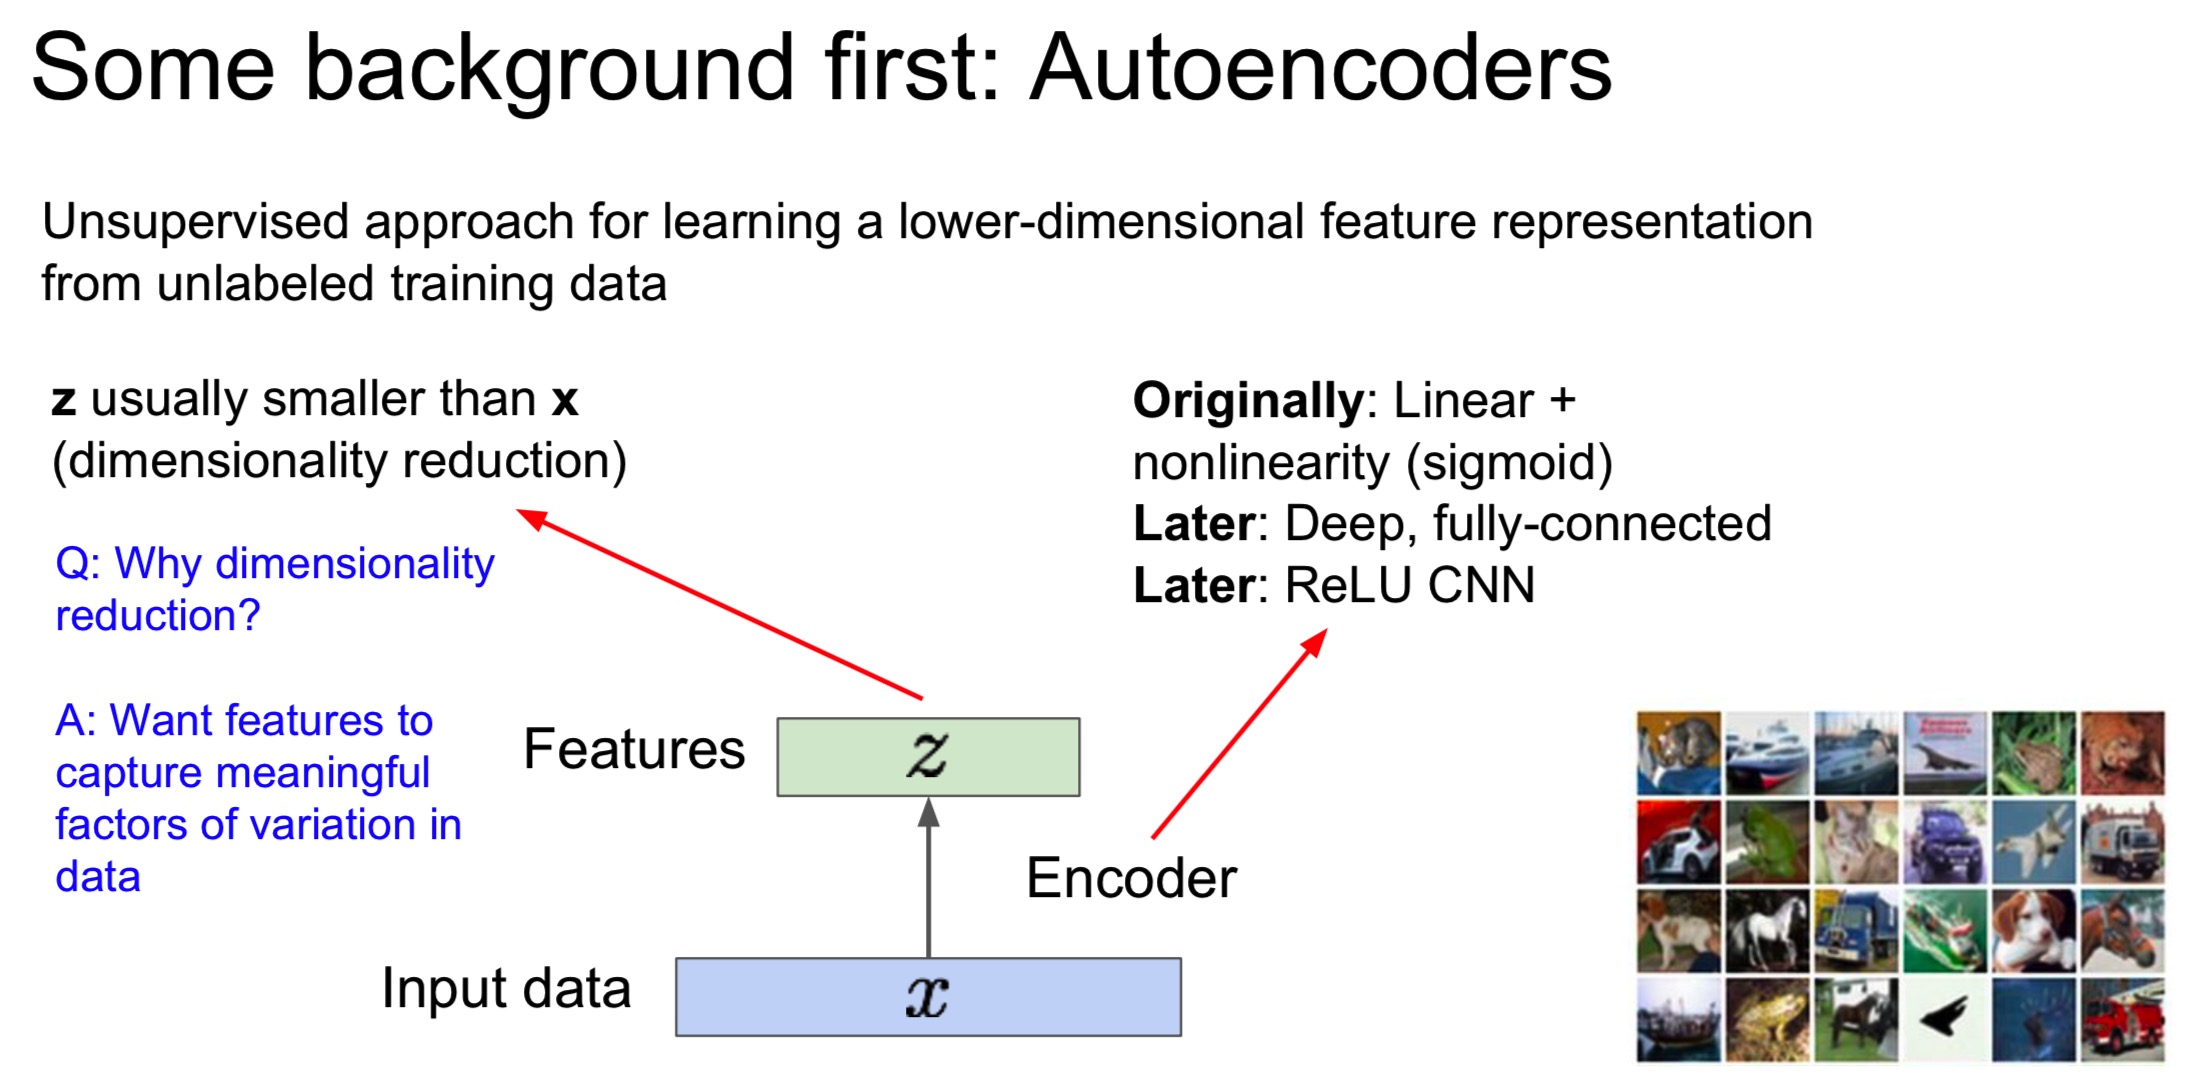 Some background first: Autoencoders
Unsupervised approach for learning a lower-dimensional feature representation
from unlabeled training data
z usually smaller than x
(dimensionality reduction)
Q: Why dimensionality
reduction?
A: Want features to
capture meaningful
factors of variation in
data
Originally: Linear +
nonlinearity (sigmoid)
Later: Deep, fully-connected
Later: ReLU CNN
Features
z
Encoder
Input data
x